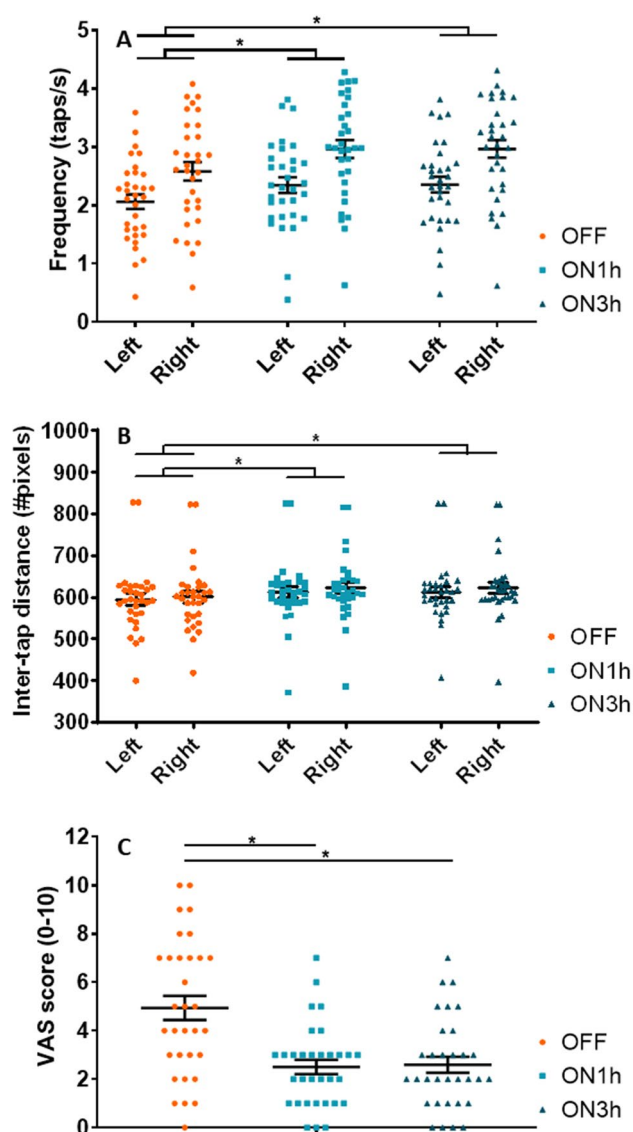 A
*
*
Frequency (taps/s)
5
4
3
2
1
0
Left
Right
Left
Right
Left
Right
OFF
ON1h
ON3h
B
*
*
Inter-tap distance (#pixels)
1000
900
800
700
600
500
400
300
Left
Right
Left
Right
Left
Right
OFF
ON1h
ON3h
C
*
*
VAS score (0-10)
12
10
8
6
4
2
0
OFF
ON1h
ON3h